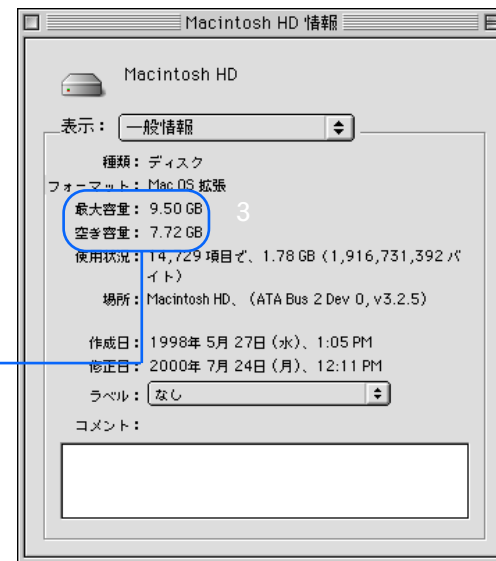 Macintosh HD 情報
Macintosh HD
表示： 一般情報
種類： ディスク
フォーマット： Mac OS 拡張
最大容量： 9.50 GB
3
空き容量： 7.72 GB
使用状況： 14,729 項目で、1.78 GB（1,916,731,392 バ
イト）
場所： Macintosh HD、（ATA Bus 2 Dev 0, v3.2.5）
作成日： 1998年 5月 27日（水）、1:05 PM
修正日： 2000年 7月 24日（月）、12:11 PM
ラベル： なし
コメント：